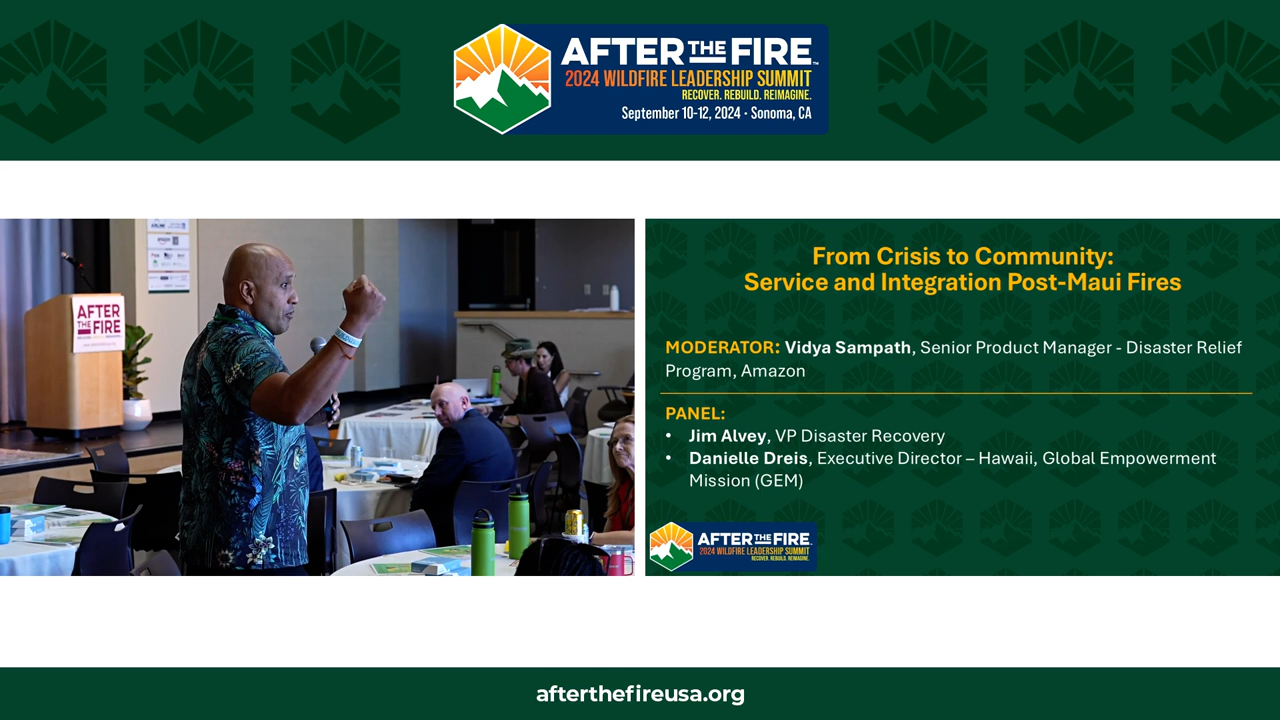 AFTER THE FIRE™
2024 WILDFIRE LEADERSHIP SUMMIT
RECOVER. REBUILD. REIMAGINE.
September 10-12, 2024 · Sonoma, CA
AFTER
THE
FIRE
From Crisis to Community:
Service and Integration Post-Maui Fires
MODERATOR: Vidya Sampath, Senior Product Manager - Disaster Relief
Program, Amazon
PANEL:
• Jim Alvey, VP Disaster Recovery
• Danielle Dreis, Executive Director – Hawaii, Global Empowerment
Mission (GEM)
AFTER THE FIRE
2024 WILDFIRE LEADERSHIP SUMMIT
RECOVER. REBUILD. REIMAGINE.
afterthefireusa.org